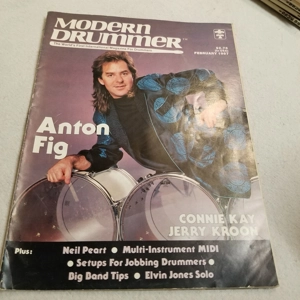 MODERN
DRUMMER
FEBRUARY 1987
Anton
Fig
CONNIE KAY
JERRY KROON
Plus:
Neil Peart • Multi-Instrument MIDI
• Setups For Jobbing Drummers •
Big Band Tips • Elvin Jones Solo